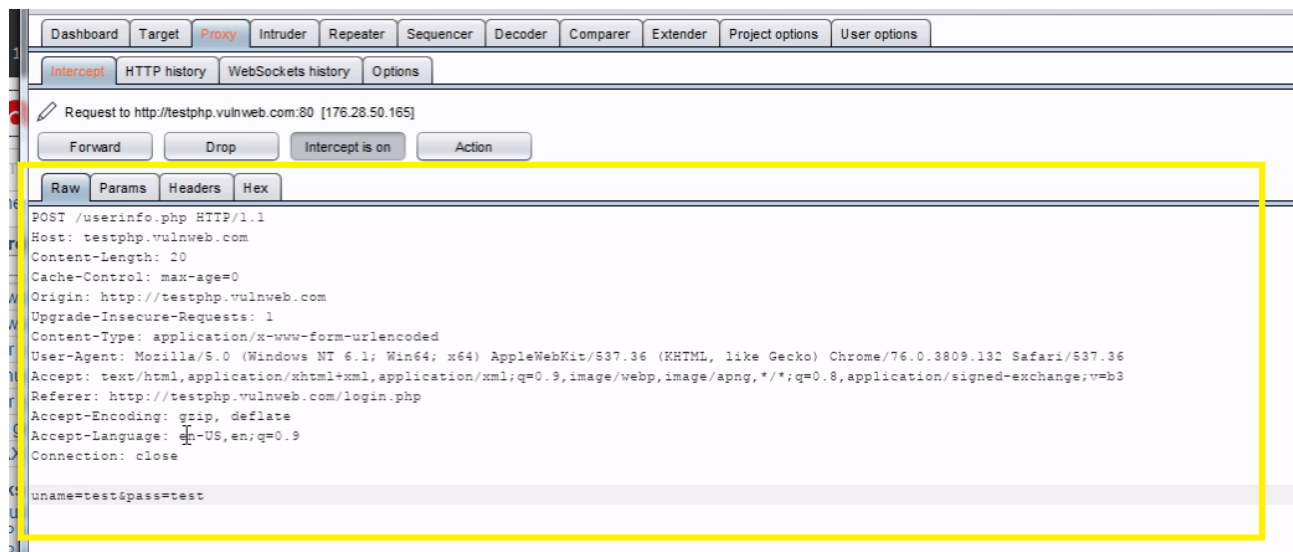 Dashboard Target Proxy Intruder Repeater Sequencer Decoder Comparer Extender Project options User options
Intercept HTTP history WebSockets history Options
Request to http://testphp.vulnweb.com:80 [176.28.50.165]
Forward Drop Intercept is on Action
Raw Params Headers Hex
POST /userinfo.php HTTP/1.1
Host: testphp.vulnweb.com
Content-Length: 20
Cache-Control: max-age=0
Origin: http://testphp.vulnweb.com
Upgrade-Insecure-Requests: 1
Content-Type: application/x-www-form-urlencoded
User-Agent: Mozilla/5.0 (Windows NT 6.1; Win64; x64) AppleWebKit/537.36 (KHTML, like Gecko) Chrome/76.0.3809.132 Safari/537.36
Accept: text/html,application/xhtml+xml,application/xml;q=0.9,image/webp,image/apng,*/*;q=0.8,application/signed-exchange;v=b3
Referer: http://testphp.vulnweb.com/login.php
Accept-Encoding: gzip, deflate
Accept-Language: en-US,en;q=0.9
Connection: close
uname=test&pass=test